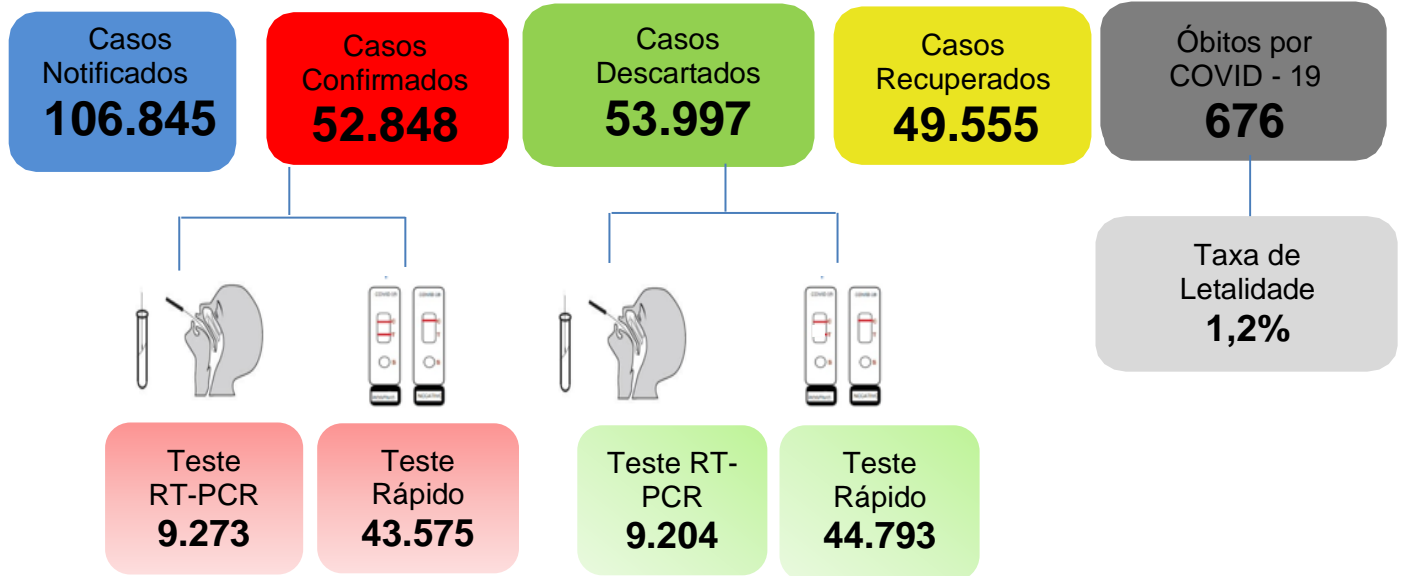 Casos
Notificados
106.845
Casos
Confirmados
52.848
Casos
Descartados
53.997
Casos
Recuperados
49.555
Óbitos por
COVID - 19
676
Taxa de
Letalidade
1,2%
Teste
RT-PCR
9.273
Teste
Rápido
43.575
Teste RT-
PCR
9.204
Teste
Rápido
44.793